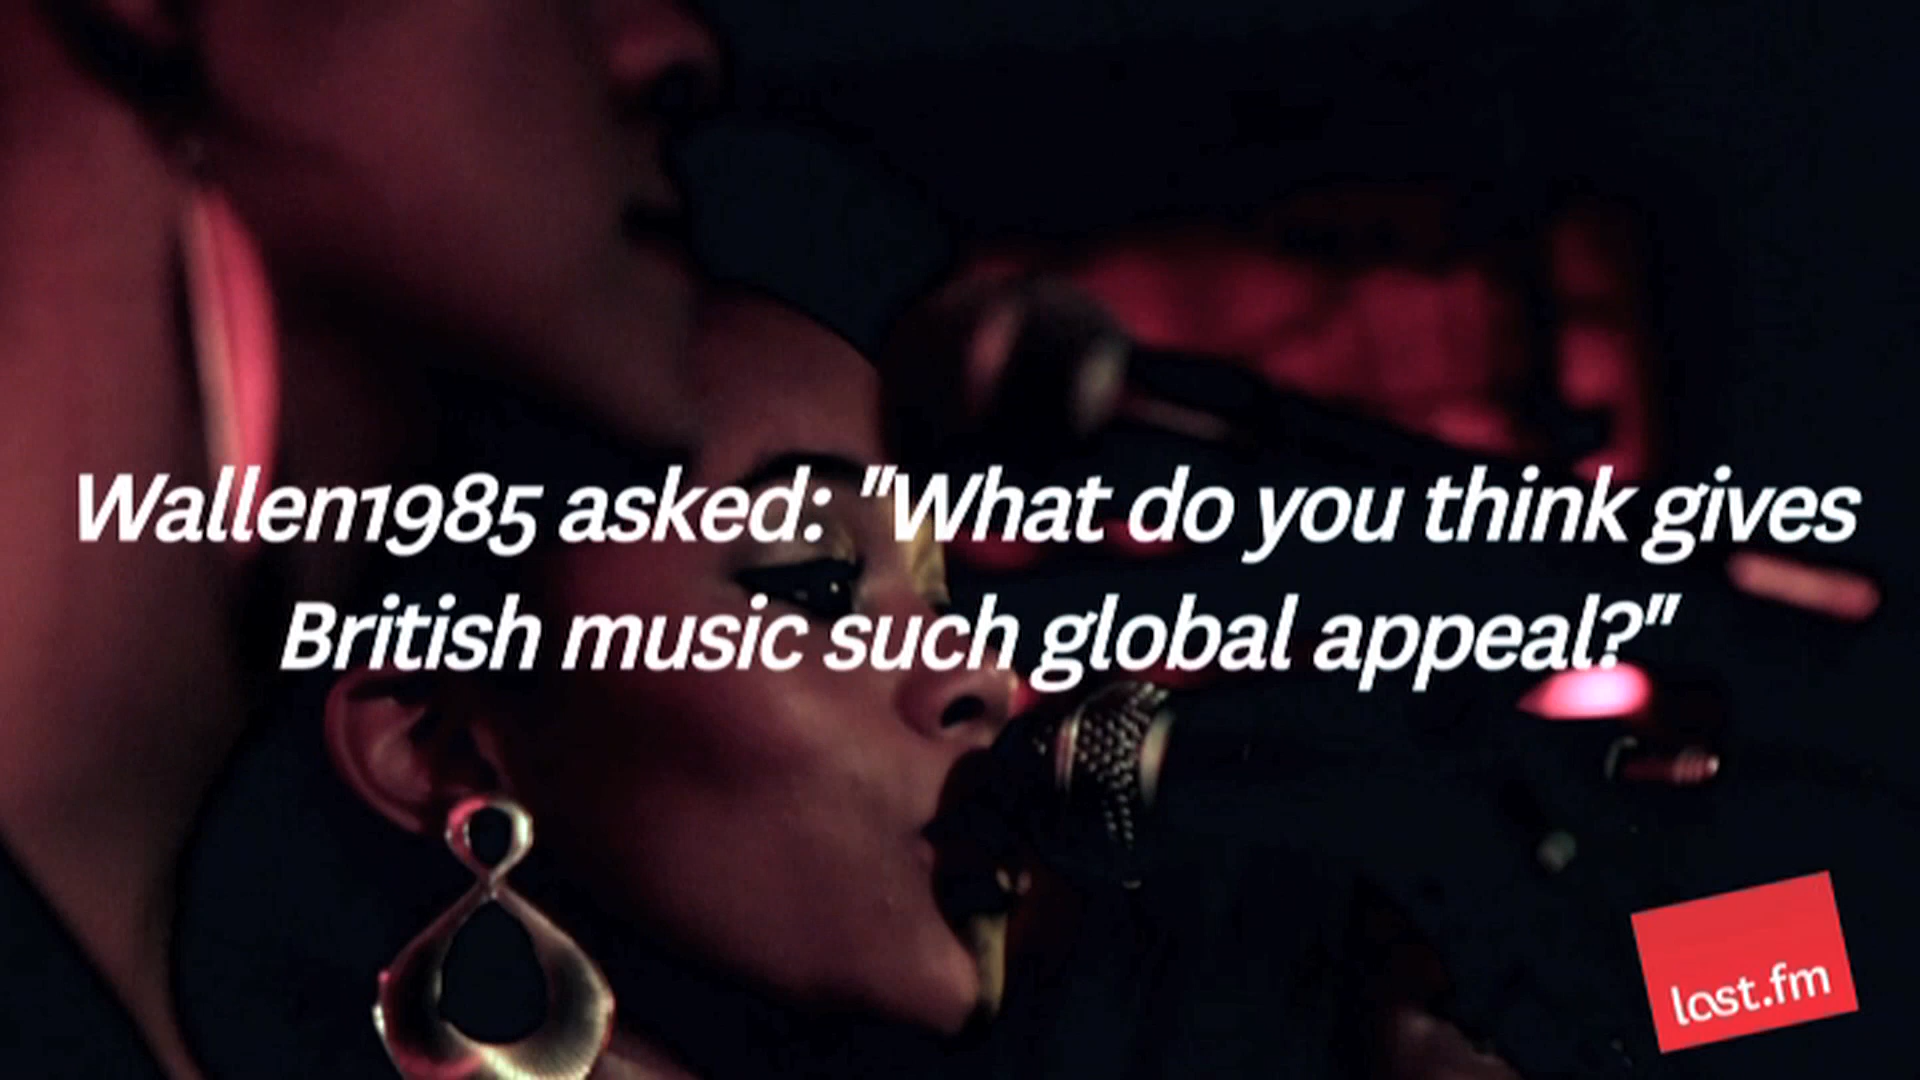 Wallen1985 asked: "What do you think gives
British music such global appeal?"
last.fm